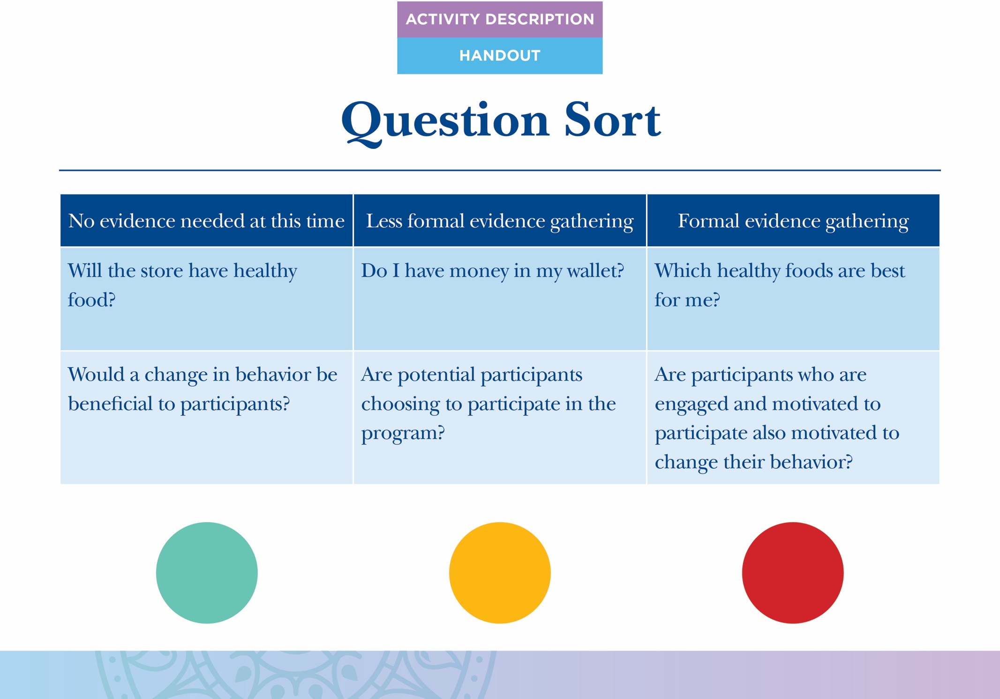 ACTIVITY DESCRIPTION
HANDOUT
Question Sort
No evidence needed at this time
Less formal evidence gathering
Formal evidence gathering
Will the store have healthy
food?
Do I have money in my wallet?
Which healthy foods are best
for me?
Would a change in behavior be
beneficial to participants?
Are potential participants
choosing to participate in the
program?
Are participants who are
engaged and motivated to
participate also motivated to
change their behavior?